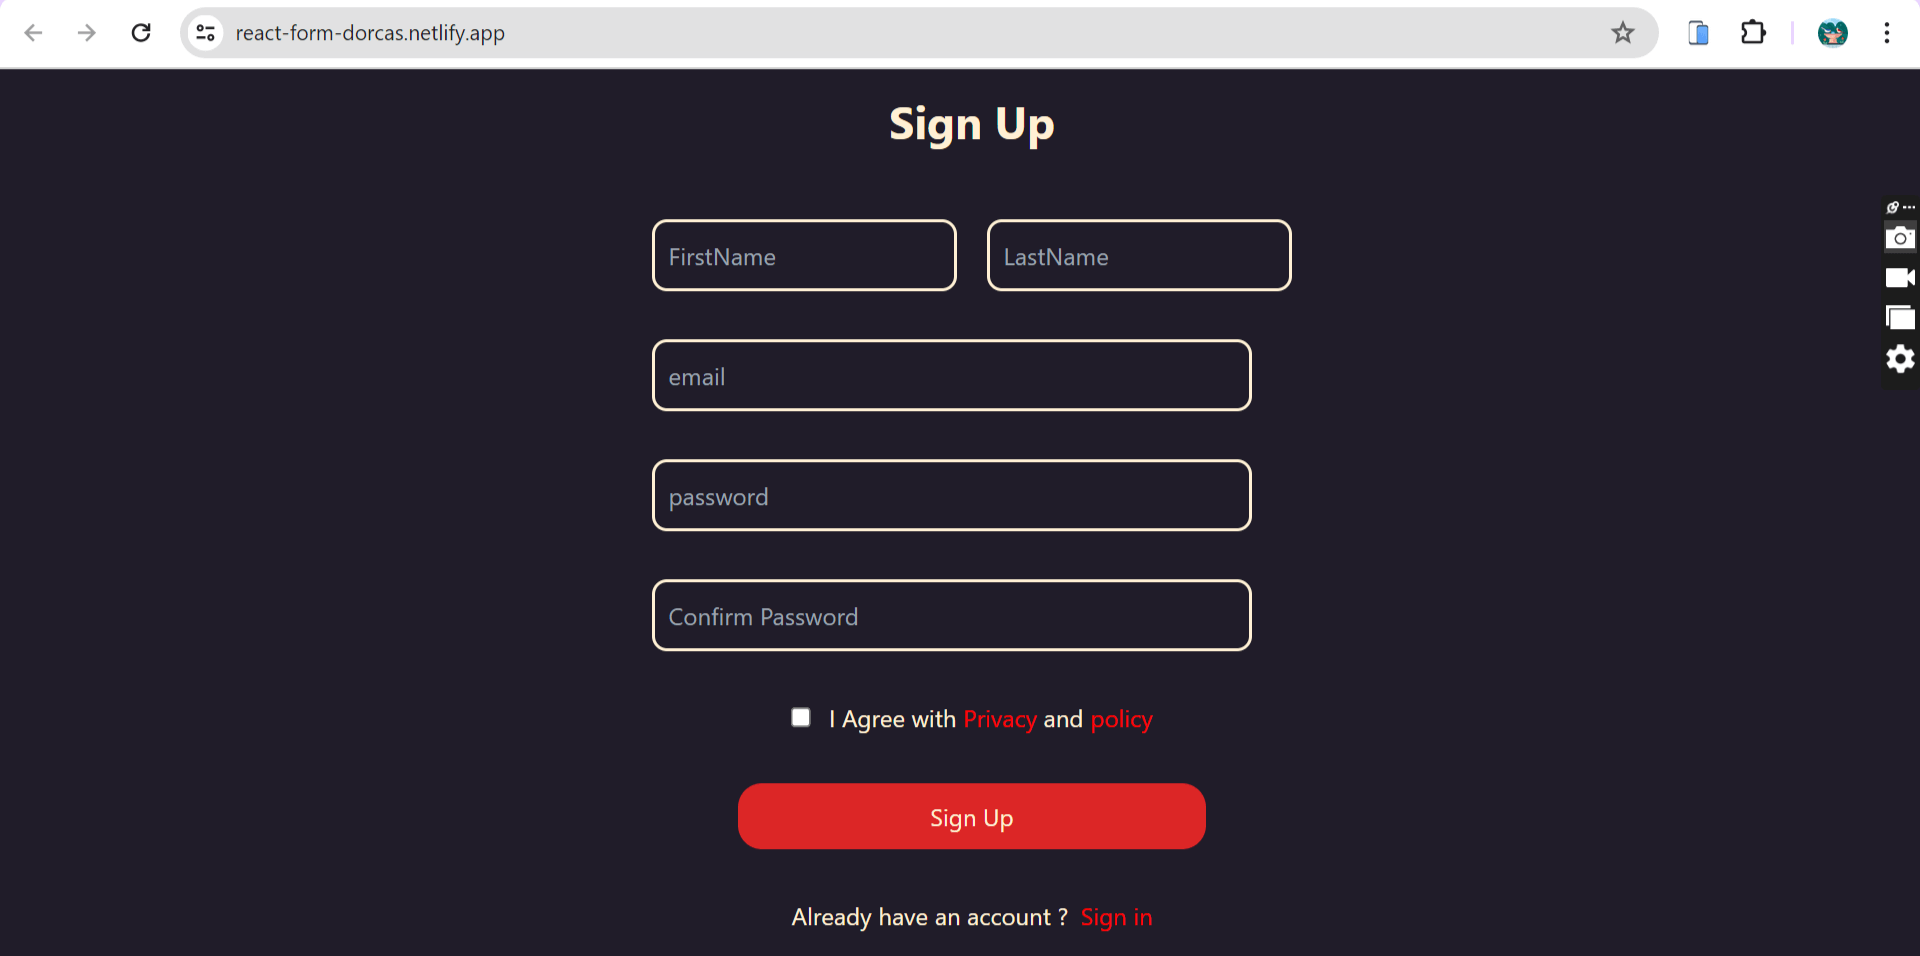 react-form-dorcas.netlify.app
Sign Up
FirstName LastName
email
password
Confirm Password
I Agree with Privacy and policy
Sign Up
Already have an account ? Sign in